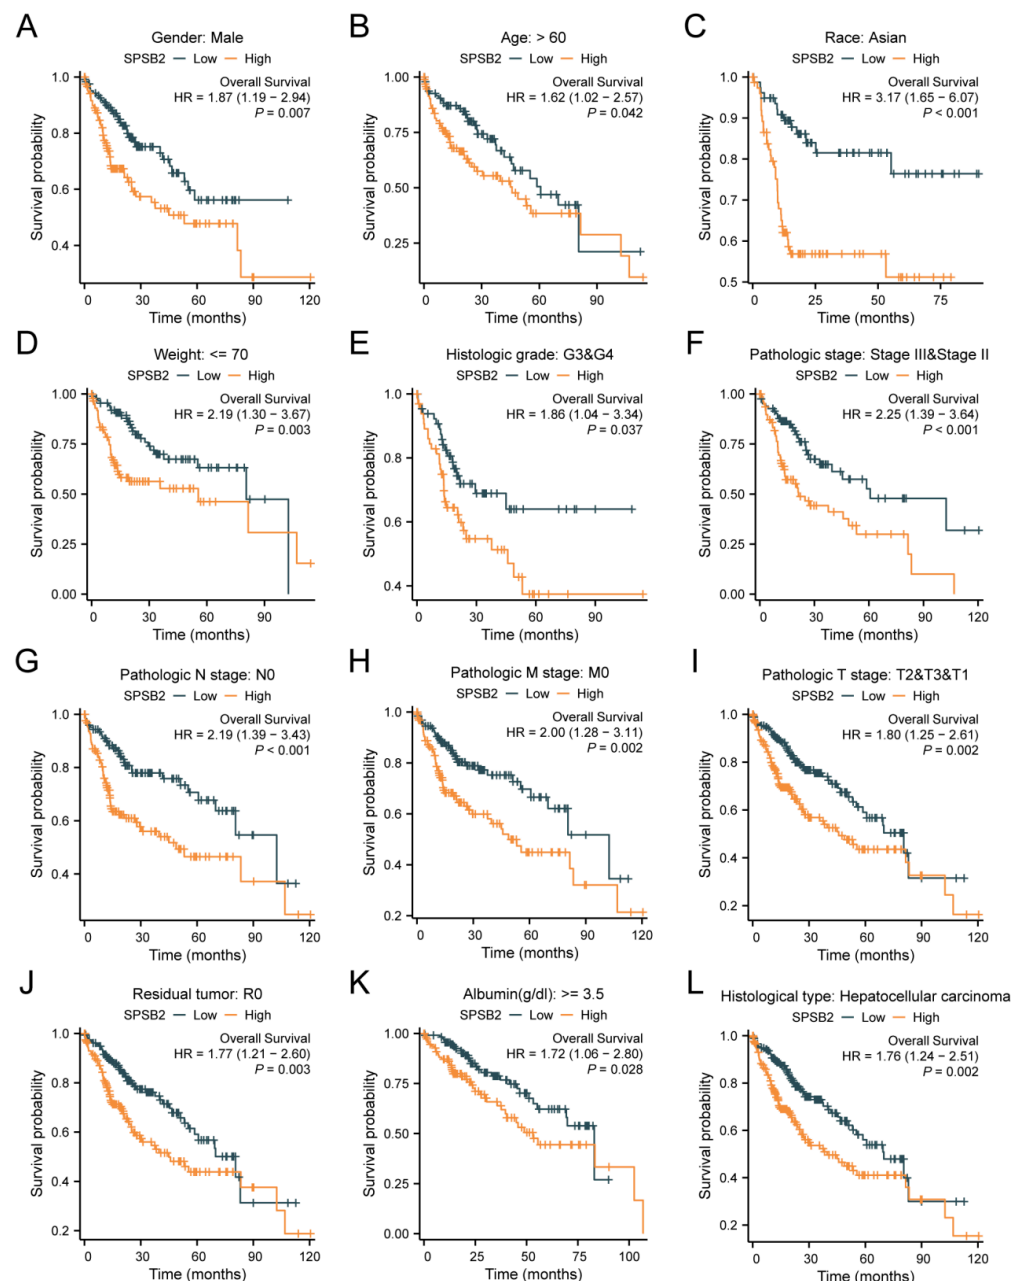 A
Gender: Male
SPSB2 Low High
Overall Survival
HR = 1.87 (1.19 − 2.94)
P = 0.007
Survival probability
1.0
0.8
0.6
0.4
0 30 60 90 120
Time (months)
B
Age: > 60
SPSB2 Low High
Overall Survival
HR = 1.62 (1.02 − 2.57)
P = 0.042
Survival probability
1.00
0.75
0.50
0.25
0 30 60 90
Time (months)
C
Race: Asian
SPSB2 Low High
Overall Survival
HR = 3.17 (1.65 − 6.07)
P < 0.001
Survival probability
1.0
0.9
0.8
0.7
0.6
0.5
0 25 50 75
Time (months)
D
Weight: <= 70
SPSB2 Low High
Overall Survival
HR = 2.19 (1.30 − 3.67)
P = 0.003
Survival probability
1.00
0.75
0.50
0.25
0.00
0 30 60 90
Time (months)
E
Histologic grade: G3&G4
SPSB2 Low High
Overall Survival
HR = 1.86 (1.04 − 3.34)
P = 0.037
Survival probability
1.0
0.8
0.6
0.4
0 30 60 90
Time (months)
F
Pathologic stage: Stage III&Stage II
SPSB2 Low High
Overall Survival
HR = 2.25 (1.39 − 3.64)
P < 0.001
Survival probability
1.00
0.75
0.50
0.25
0.00
0 30 60 90 120
Time (months)
G
Pathologic N stage: N0
SPSB2 Low High
Overall Survival
HR = 2.19 (1.39 − 3.43)
P < 0.001
Survival probability
1.0
0.8
0.6
0.4
0 30 60 90 120
Time (months)
H
Pathologic M stage: M0
SPSB2 Low High
Overall Survival
HR = 2.00 (1.28 − 3.11)
P = 0.002
Survival probability
1.0
0.8
0.6
0.4
0.2
0 30 60 90 120
Time (months)
I
Pathologic T stage: T2&T3&T1
SPSB2 Low High
Overall Survival
HR = 1.80 (1.25 − 2.61)
P = 0.002
Survival probability
1.0
0.8
0.6
0.4
0.2
0 30 60 90 120
Time (months)
J
Residual tumor: R0
SPSB2 Low High
Overall Survival
HR = 1.77 (1.21 − 2.60)
P = 0.003
Survival probability
1.0
0.8
0.6
0.4
0.2
0 30 60 90 120
Time (months)
K
Albumin(g/dl): >= 3.5
SPSB2 Low High
Overall Survival
HR = 1.72 (1.06 − 2.80)
P = 0.028
Survival probability
1.00
0.75
0.50
0.25
0.00
0 25 50 75 100
Time (months)
L
Histological type: Hepatocellular carcinoma
SPSB2 Low High
Overall Survival
HR = 1.76 (1.24 − 2.51)
P = 0.002
Survival probability
1.0
0.8
0.6
0.4
0.2
0 30 60 90 120
Time (months)